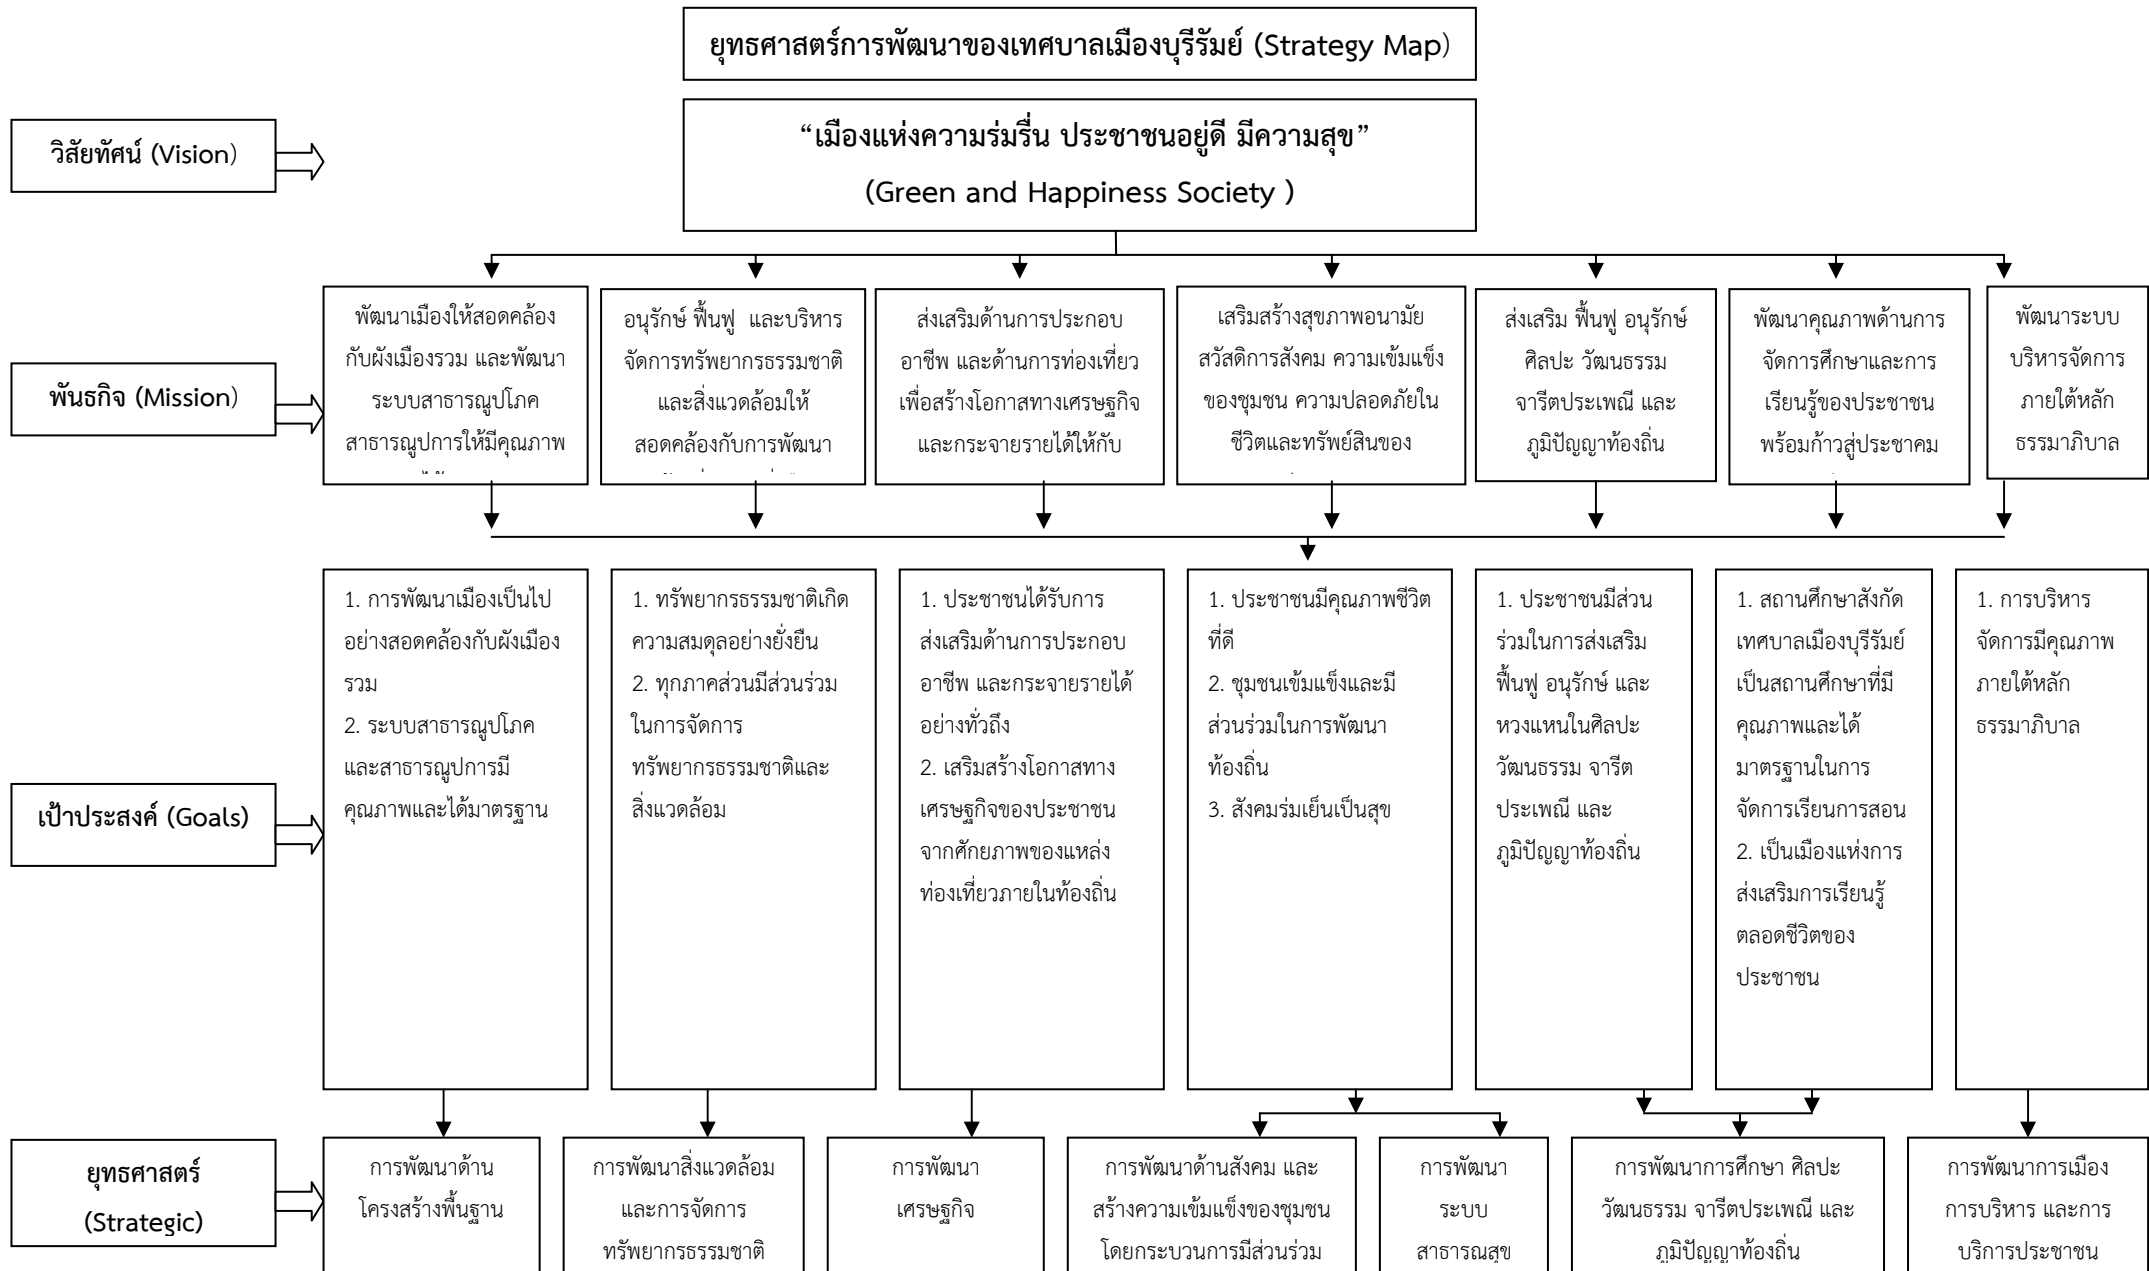 ยุทธศาสตร์การพัฒนาของเทศบาลเมืองบุรีรัมย์ (Strategy Map)
วิสัยทัศน์ (Vision)
“เมืองแห่งความร่มรื่น ประชาชนอยู่ดี มีความสุข”
(Green and Happiness Society )
พันธกิจ (Mission)
พัฒนาเมืองให้สอดคล้อง
กับผังเมืองรวม และพัฒนา
ระบบสาธารณูปโภค
สาธารณูปการให้มีคุณภาพ
อนุรักษ์ ฟื้นฟู  และบริหาร
จัดการทรัพยากรธรรมชาติ
และสิ่งแวดล้อมให้
สอดคล้องกับการพัฒนา
ส่งเสริมด้านการประกอบ
อาชีพ และด้านการท่องเที่ยว
เพื่อสร้างโอกาสทางเศรษฐกิจ
และกระจายรายได้ให้กับ
เสริมสร้างสุขภาพอนามัย
สวัสดิการสังคม ความเข้มแข็ง
ของชุมชน ความปลอดภัยใน
ชีวิตและทรัพย์สินของ
ส่งเสริม ฟื้นฟู อนุรักษ์
ศิลปะ วัฒนธรรม
จารีตประเพณี และ
ภูมิปัญญาท้องถิ่น
พัฒนาคุณภาพด้านการ
จัดการศึกษาและการ
เรียนรู้ของประชาชน
พร้อมก้าวสู่ประชาคม
พัฒนาระบบ
บริหารจัดการ
ภายใต้หลัก
ธรรมาภิบาล
เป้าประสงค์ (Goals)
1. การพัฒนาเมืองเป็นไป
อย่างสอดคล้องกับผังเมือง
รวม
2. ระบบสาธารณูปโภค
และสาธารณูปการมี
คุณภาพและได้มาตรฐาน
1. ทรัพยากรธรรมชาติเกิด
ความสมดุลอย่างยั่งยืน
2. ทุกภาคส่วนมีส่วนร่วม
ในการจัดการ
ทรัพยากรธรรมชาติและ
สิ่งแวดล้อม
1. ประชาชนได้รับการ
ส่งเสริมด้านการประกอบ
อาชีพ และกระจายรายได้
อย่างทั่วถึง
2. เสริมสร้างโอกาสทาง
เศรษฐกิจของประชาชน
จากศักยภาพของแหล่ง
ท่องเที่ยวภายในท้องถิ่น
1. ประชาชนมีคุณภาพชีวิต
ที่ดี
2. ชุมชนเข้มแข็งและมี
ส่วนร่วมในการพัฒนา
ท้องถิ่น
3. สังคมร่มเย็นเป็นสุข
1. ประชาชนมีส่วน
ร่วมในการส่งเสริม
ฟื้นฟู อนุรักษ์ และ
หวงแหนในศิลปะ
วัฒนธรรม จารีต
ประเพณี และ
ภูมิปัญญาท้องถิ่น
1. สถานศึกษาสังกัด
เทศบาลเมืองบุรีรัมย์
เป็นสถานศึกษาที่มี
คุณภาพและได้
มาตรฐานในการ
จัดการเรียนการสอน
2. เป็นเมืองแห่งการ
ส่งเสริมการเรียนรู้
ตลอดชีวิตของ
ประชาชน
1. การบริหาร
จัดการมีคุณภาพ
ภายใต้หลัก
ธรรมาภิบาล
ยุทธศาสตร์
(Strategic)
การพัฒนาด้าน
โครงสร้างพื้นฐาน
การพัฒนาสิ่งแวดล้อม
และการจัดการ
ทรัพยากรธรรมชาติ
การพัฒนา
เศรษฐกิจ
การพัฒนาด้านสังคม และ
สร้างความเข้มแข็งของชุมชน
โดยกระบวนการมีส่วนร่วม
การพัฒนา
ระบบ
สาธารณสุข
การพัฒนาการศึกษา ศิลปะ
วัฒนธรรม จารีตประเพณี และ
ภูมิปัญญาท้องถิ่น
การพัฒนาการเมือง
การบริหาร และการ
บริการประชาชน